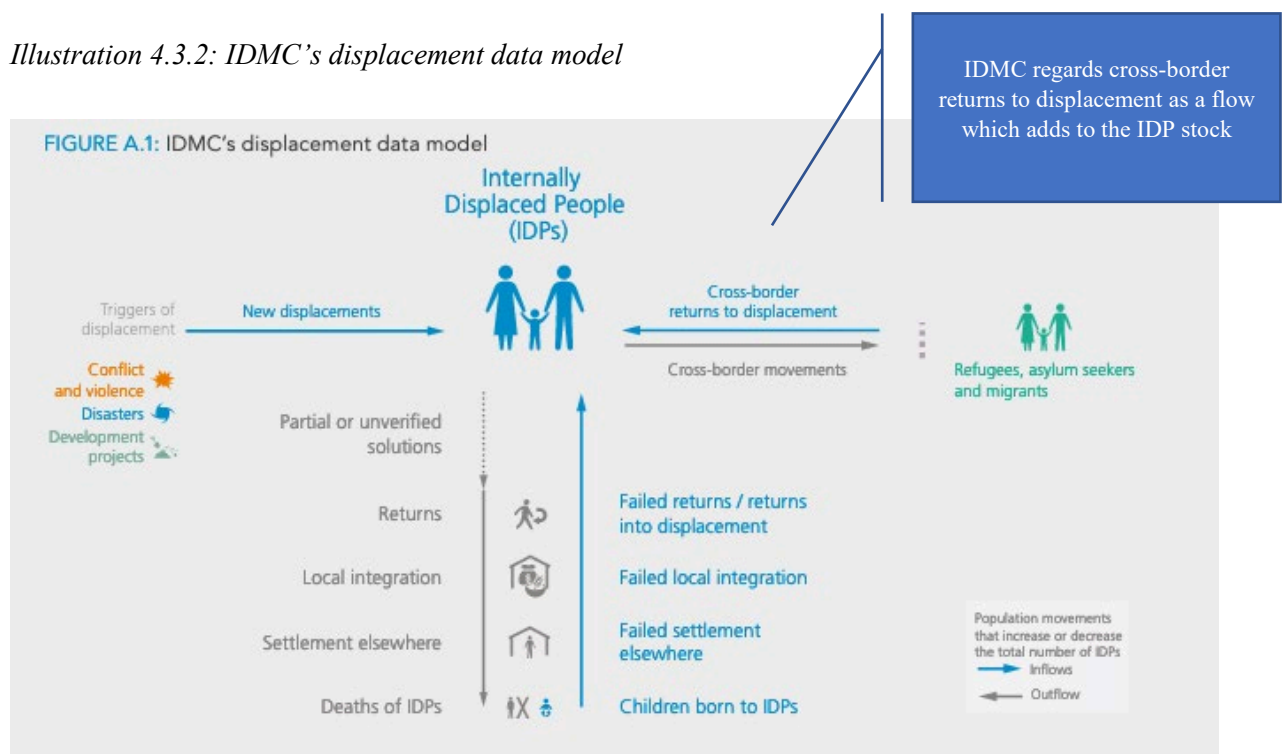 Illustration 4.3.2: IDMC’s displacement data model
IDMC regards cross-border
returns to displacement as a flow
which adds to the IDP stock
FIGURE A.1: IDMC's displacement data model
Internally
Displaced People
(IDPs)
Triggers of
displacement
New displacements
Cross-border
returns to displacement
Cross-border movements
Refugees, asylum seekers
and migrants
Conflict
and violence
Disasters
Development
projects
Partial or unverified
solutions
Returns
Failed returns / returns
into displacement
Local integration
Failed local integration
Settlement elsewhere
Failed settlement
elsewhere
Deaths of IDPs
Children born to IDPs
Population movements
that increase or decrease
the total number of IDPs
Inflows
Outflow